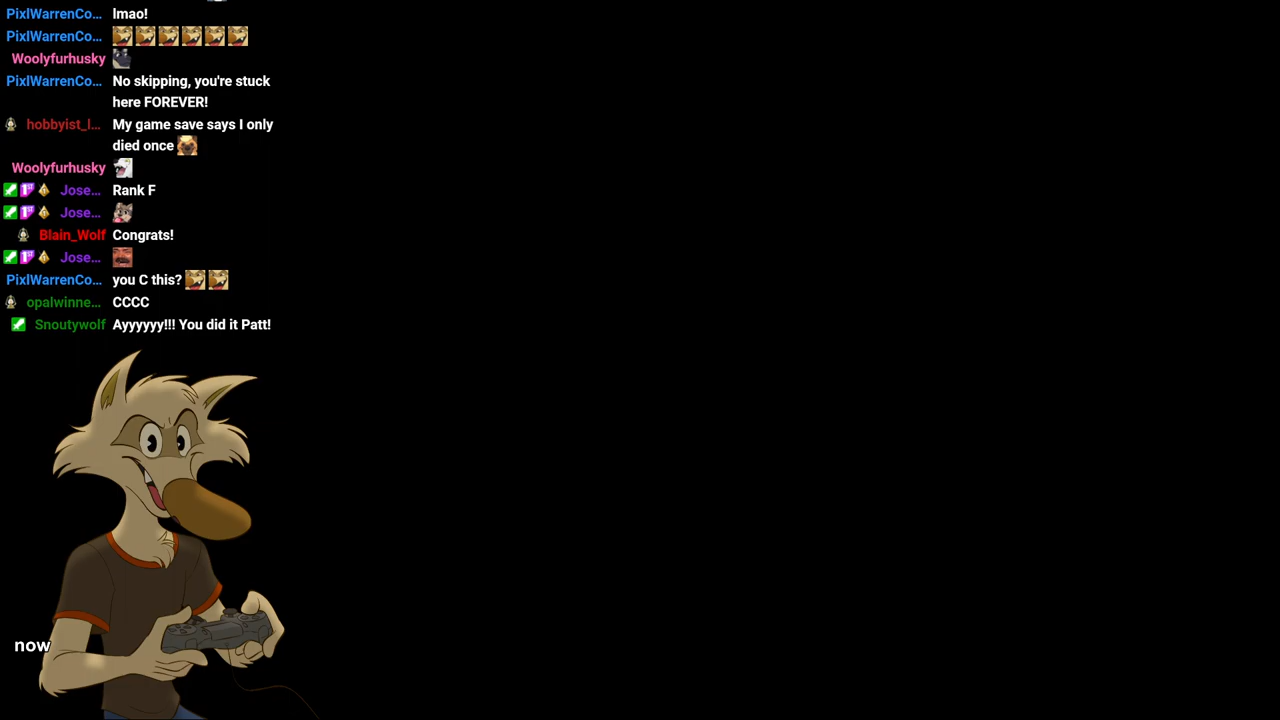 PixlWarrenCo... lmao!
PixlWarrenCo...
Woolyfurhusky
PixlWarrenCo... No skipping, you're stuck
here FOREVER!
hobbyist_l... My game save says I only
died once
Woolyfurhusky
Jose... Rank F
Jose...
Blain_Wolf Congrats!
Jose...
PixlWarrenCo... you C this?
opalwinne... CCCC
Snoutywolf Ayyyyyy!!! You did it Patt!
now